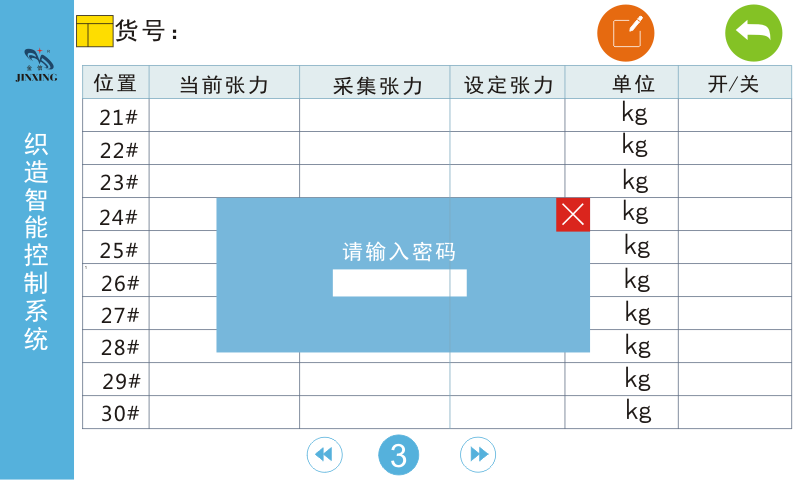 货号：
金鹰
JINXING
织造智能控制系统
位置 当前张力 采集张力 设定张力 单位 开/关
21# kg
22# kg
23# kg
24# kg
请输入密码
25# kg
26# kg
27# kg
28# kg
29# kg
30# kg
3